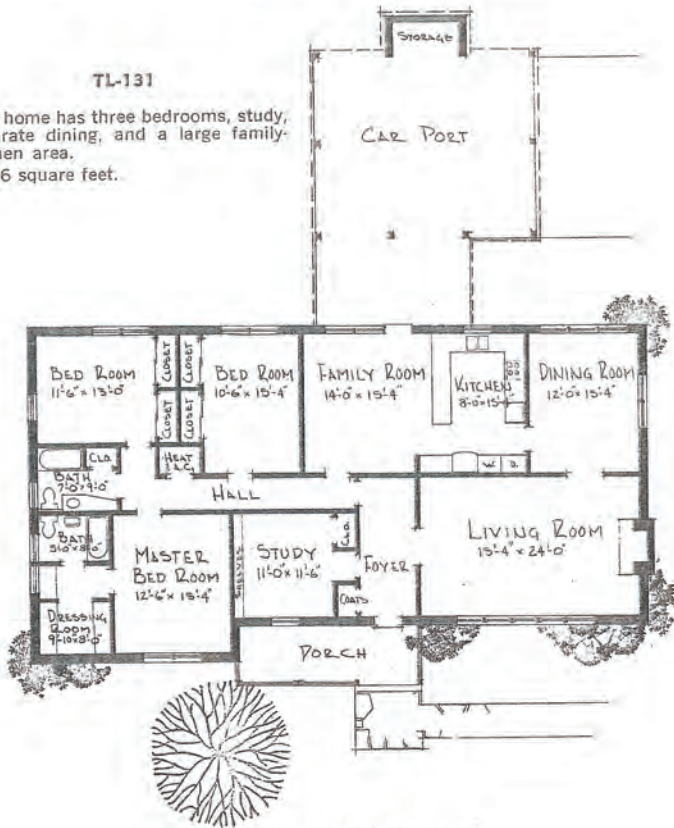 TL-131
home has three bedrooms, study,
rate dining, and a large family-
en area.
6 square feet.
STORAGE
CAR PORT
BED ROOM
11'-6" x 13'-0"
CLOSET
CLOSET
CLOSET
CLOSET
BED ROOM
10'-6" x 15'-4"
FAMILY ROOM
14'-0" x 15'-4"
KITCHEN
8'-0" x 15'-4"
DINING ROOM
12'-0" x 15'-4"
CLO.
HEAT
A.C.
W.
D.
BATH
7'-0" x 9'-0"
HALL
BATH
5'-0" x 8'-0"
MASTER
BED ROOM
12'-6" x 15'-4"
SHELVES
STUDY
11'-0" x 11'-6"
CLO.
FOYER
COATS
LIVING ROOM
15'-4" x 24'-0"
DRESSING
ROOM
9'-10" x 8'-0"
PORCH